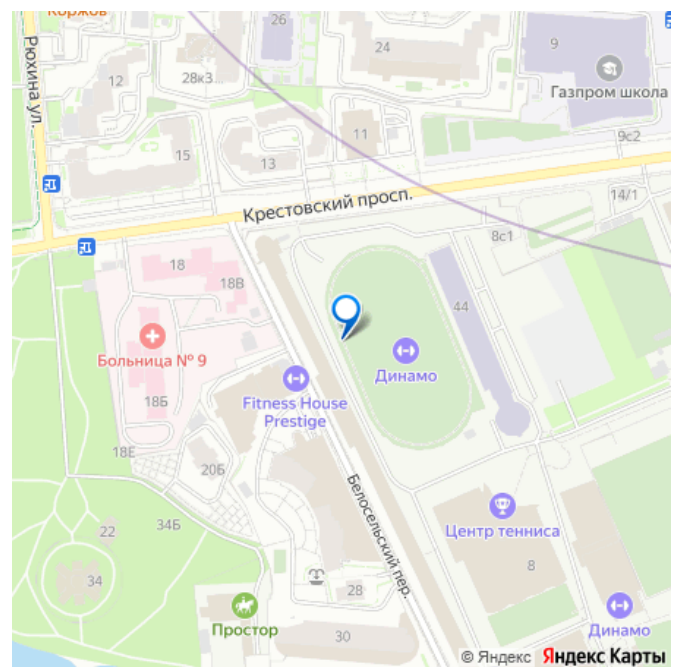 Коржов
26
24
9
Газпром школа
Рюхина ул.
12
28к3
11
9с2
15
13
14/1
Крестовский просп.
8с1
18
18В
44
Больница № 9
Динамо
18Б
Fitness House
Prestige
18Е
20Б
Белосельский пер.
Центр тенниса
22
34Б
8
34
28
Простор
30
Динамо
© Яндекс Яндекс Карты